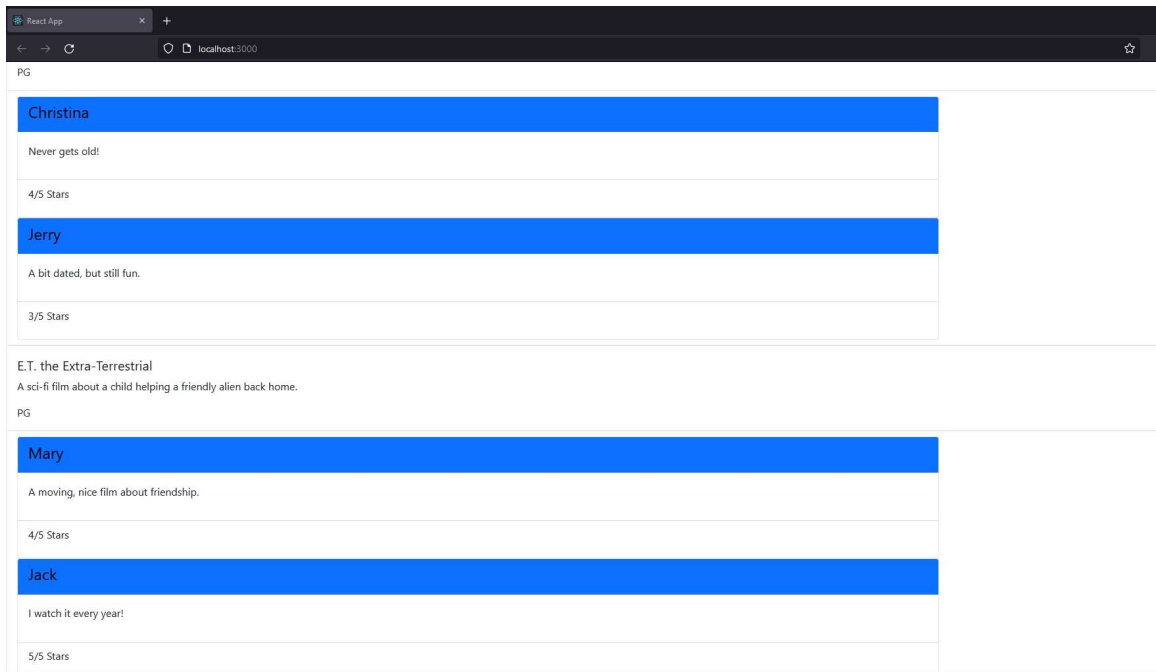 React App
localhost:3000
PG
Christina
Never gets old!
4/5 Stars
Jerry
A bit dated, but still fun.
3/5 Stars
E.T. the Extra-Terrestrial
A sci-fi film about a child helping a friendly alien back home.
PG
Mary
A moving, nice film about friendship.
4/5 Stars
Jack
I watch it every year!
5/5 Stars